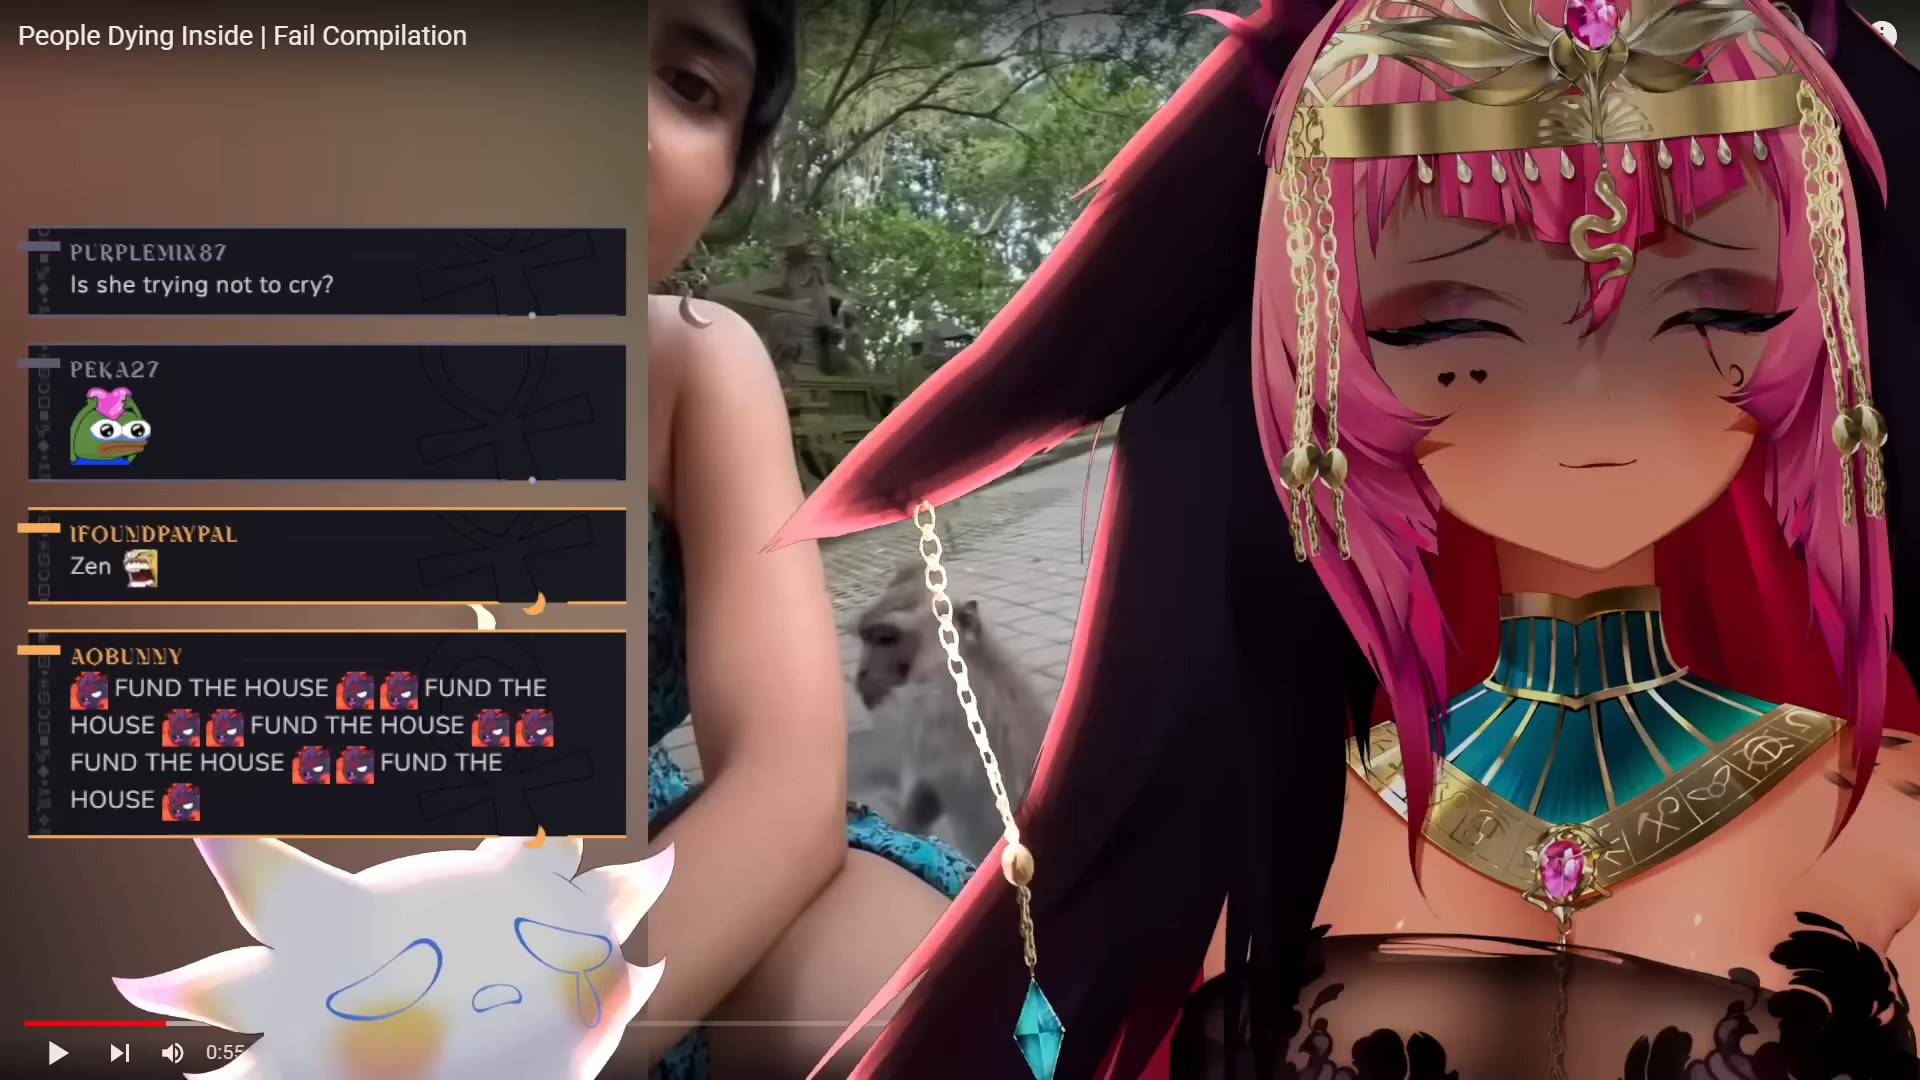 People Dying Inside | Fail Compilation
PURPLEMIX87
Is she trying not to cry?
PEKA27
IFOUNDPAYPAL
Zen
AOBUNNY
FUND THE HOUSE FUND THE
HOUSE FUND THE HOUSE
FUND THE HOUSE FUND THE
HOUSE
0:55